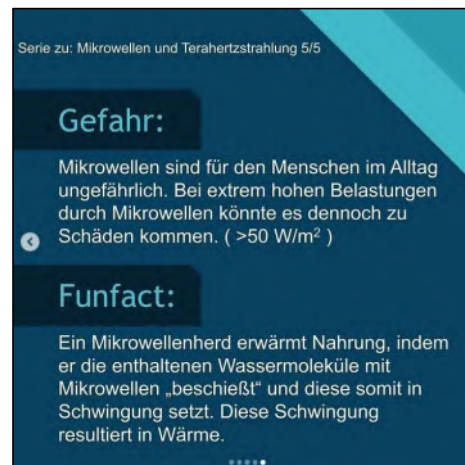 Serie zu: Mikrowellen und Terahertzstrahlung 5/5
Gefahr:
Mikrowellen sind für den Menschen im Alltag
ungefährlich. Bei extrem hohen Belastungen
durch Mikrowellen könnte es dennoch zu
Schäden kommen. ( >50 W/m² )
Funfact:
Ein Mikrowellenherd erwärmt Nahrung, indem
er die enthaltenen Wassermoleküle mit
Mikrowellen „beschießt“ und diese somit in
Schwingung setzt. Diese Schwingung
resultiert in Wärme.